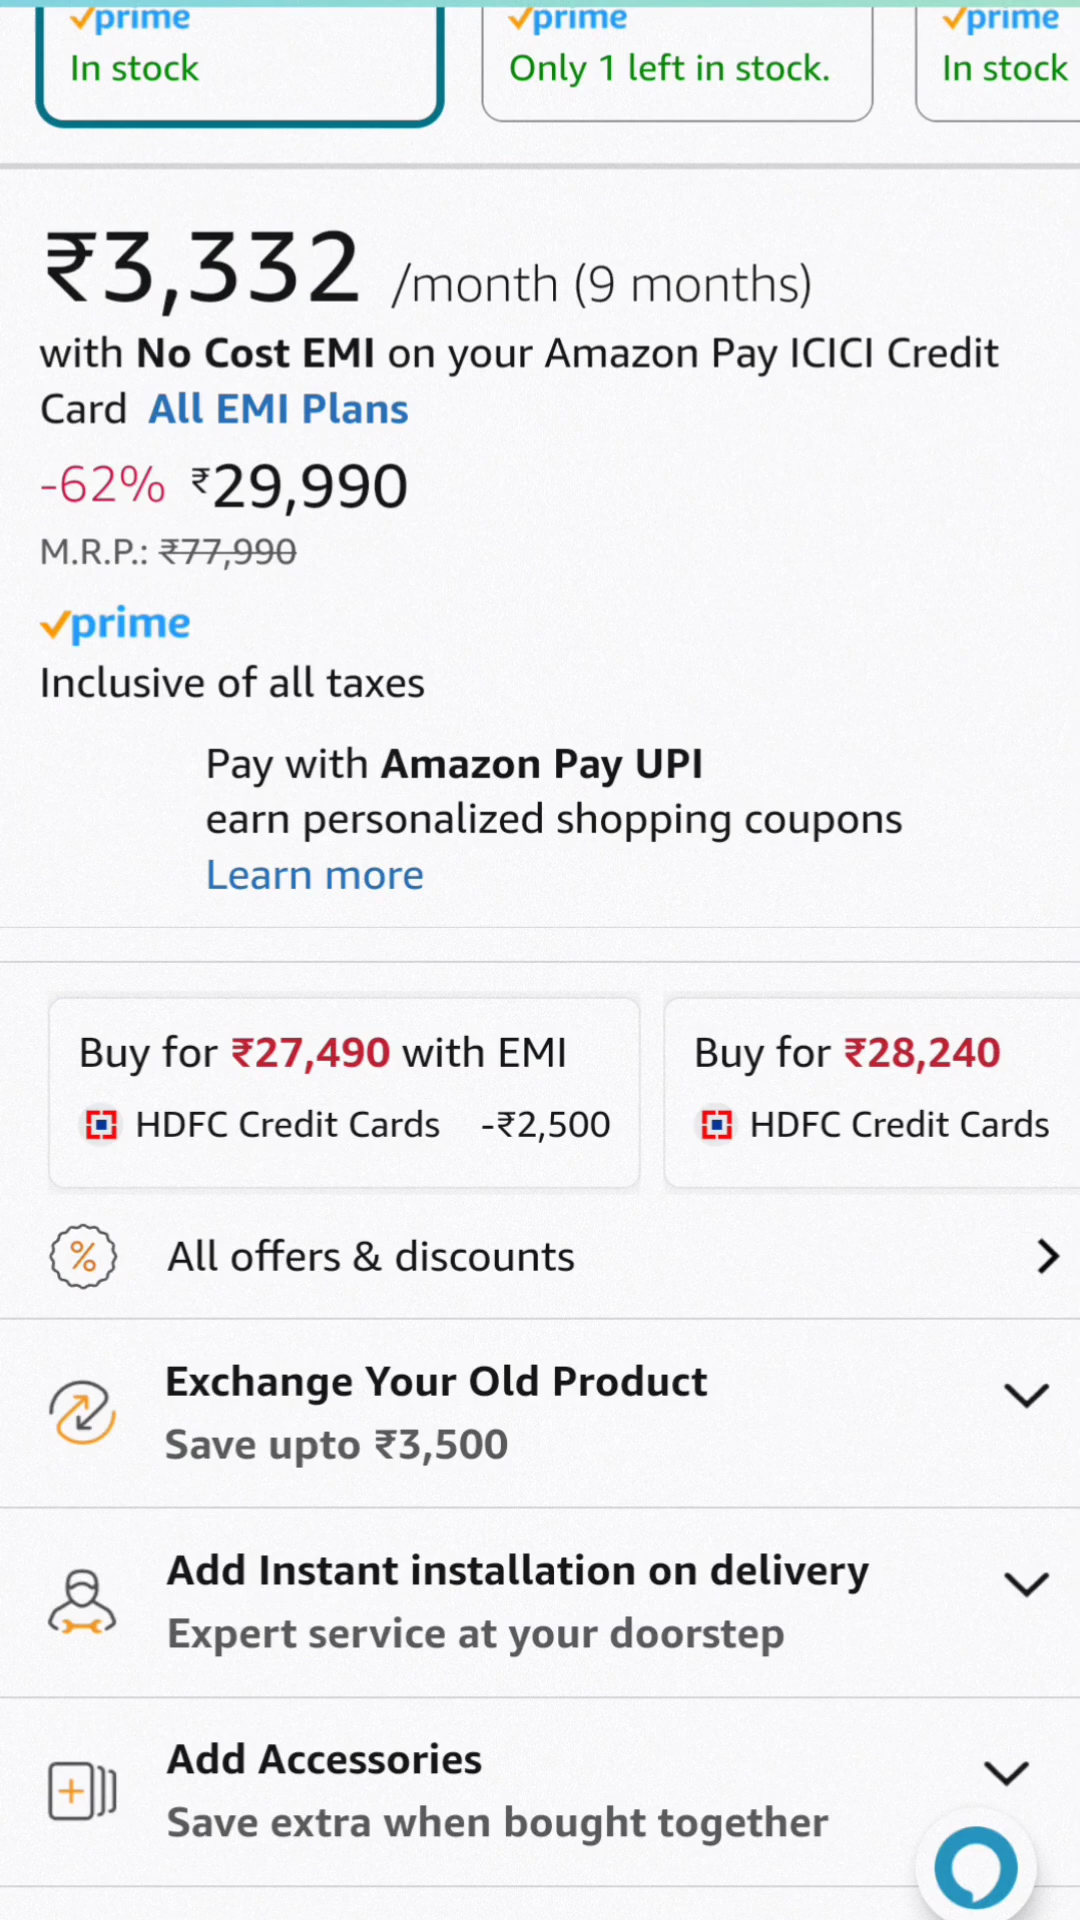 prime
In stock
prime
Only 1 left in stock.
prime
In stock
₹3,332 /month (9 months)
with No Cost EMI on your Amazon Pay ICICI Credit
Card All EMI Plans
-62% ₹29,990
M.R.P.: ₹77,990
prime
Inclusive of all taxes
Pay with Amazon Pay UPI
earn personalized shopping coupons
Learn more
Buy for ₹27,490 with EMI
HDFC Credit Cards -₹2,500
Buy for ₹28,240
HDFC Credit Cards
All offers & discounts
Exchange Your Old Product
Save upto ₹3,500
Add Instant installation on delivery
Expert service at your doorstep
Add Accessories
Save extra when bought together